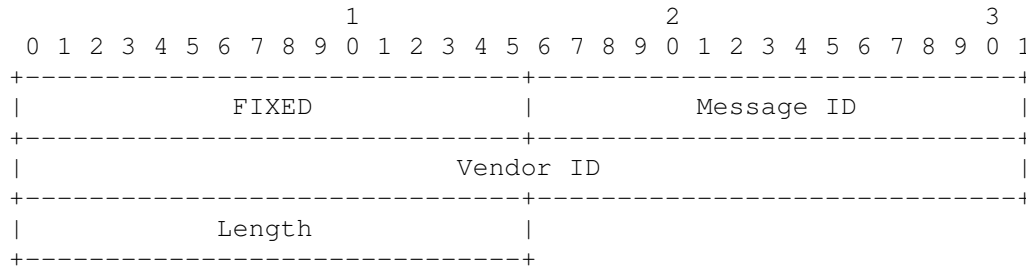 1                   2                   3
 0 1 2 3 4 5 6 7 8 9 0 1 2 3 4 5 6 7 8 9 0 1 2 3 4 5 6 7 8 9 0 1
+-------------------------------+-----------------------------+
|             FIXED             |          Message ID         |
+-------------------------------+-----------------------------+
|                           Vendor ID                         |
+-------------------------------+-----------------------------+
|            Length             |
+-------------------------------+